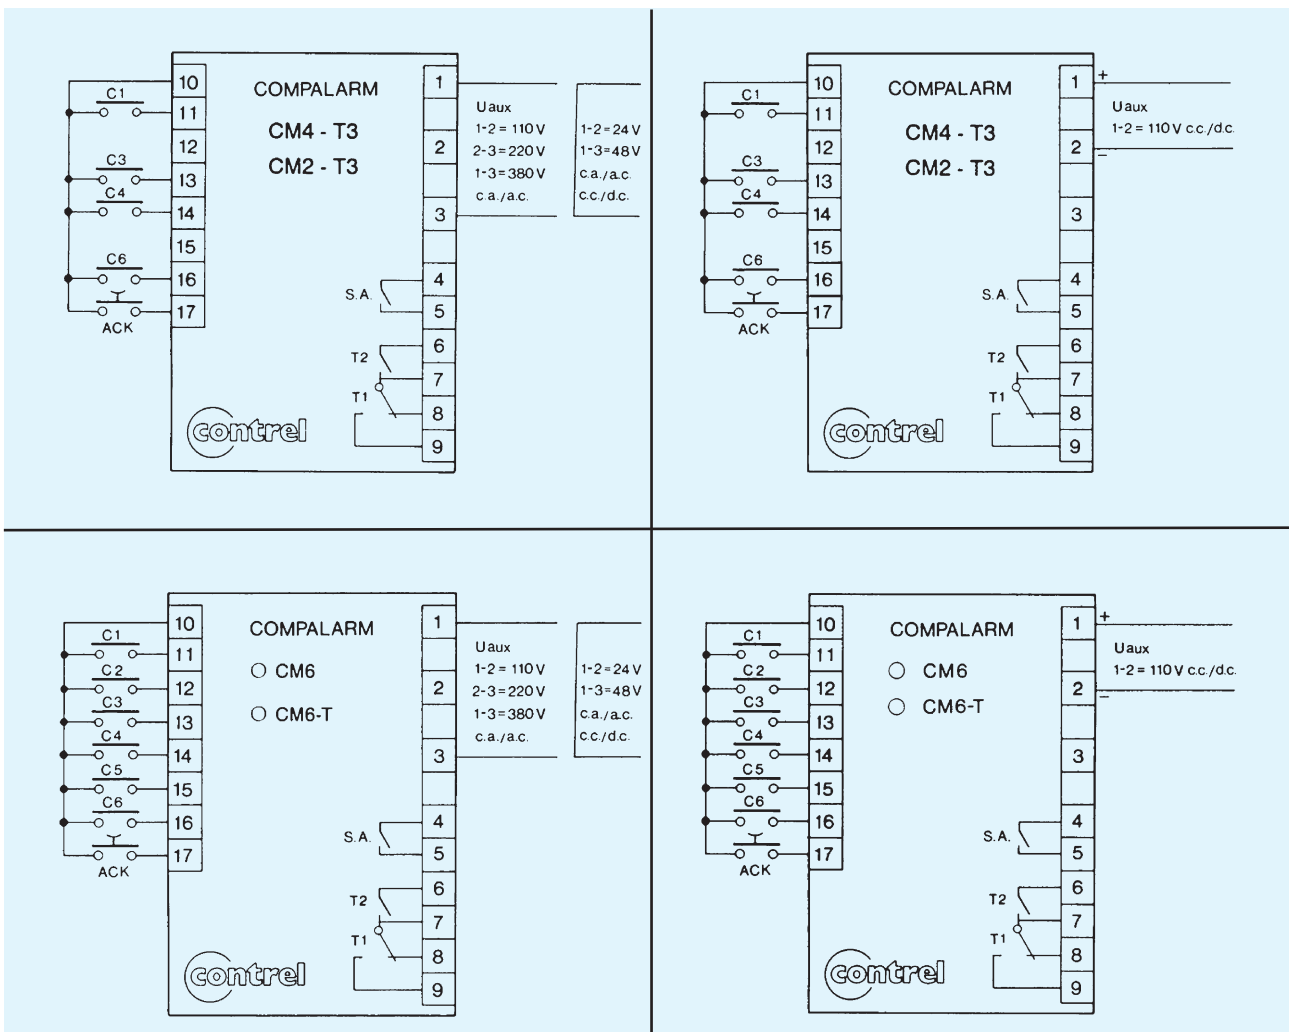 COMPALARM
CM4 - T3
CM2 - T3
10
C1
11
12
C3
13
C4
14
15
C6
16
17
ACK
1
2
3
4
5
6
7
8
9
S.A.
T2
T1
contrel
Uaux
1-2 = 110 V
2-3 = 220 V
1-3 = 380 V
c.a./a.c.
1-2 = 24 V
1-3 = 48 V
c.a./a.c.
c.c./d.c.
COMPALARM
CM4 - T3
CM2 - T3
10
C1
11
12
C3
13
C4
14
15
C6
16
17
ACK
1
2
3
4
5
6
7
8
9
S.A.
T2
T1
contrel
+
Uaux
1-2 = 110 V c.c./d.c.
–
COMPALARM
CM6
CM6-T
10
C1
11
C2
12
C3
13
C4
14
C5
15
C6
16
17
ACK
1
2
3
4
5
6
7
8
9
S.A.
T2
T1
contrel
Uaux
1-2 = 110 V
2-3 = 220 V
1-3 = 380 V
c.a./a.c.
1-2 = 24 V
1-3 = 48 V
c.a./a.c.
c.c./d.c.
COMPALARM
CM6
CM6-T
10
C1
11
C2
12
C3
13
C4
14
C5
15
C6
16
17
ACK
1
2
3
4
5
6
7
8
9
S.A.
T2
T1
contrel
+
Uaux
1-2 = 110 V c.c./d.c.
–